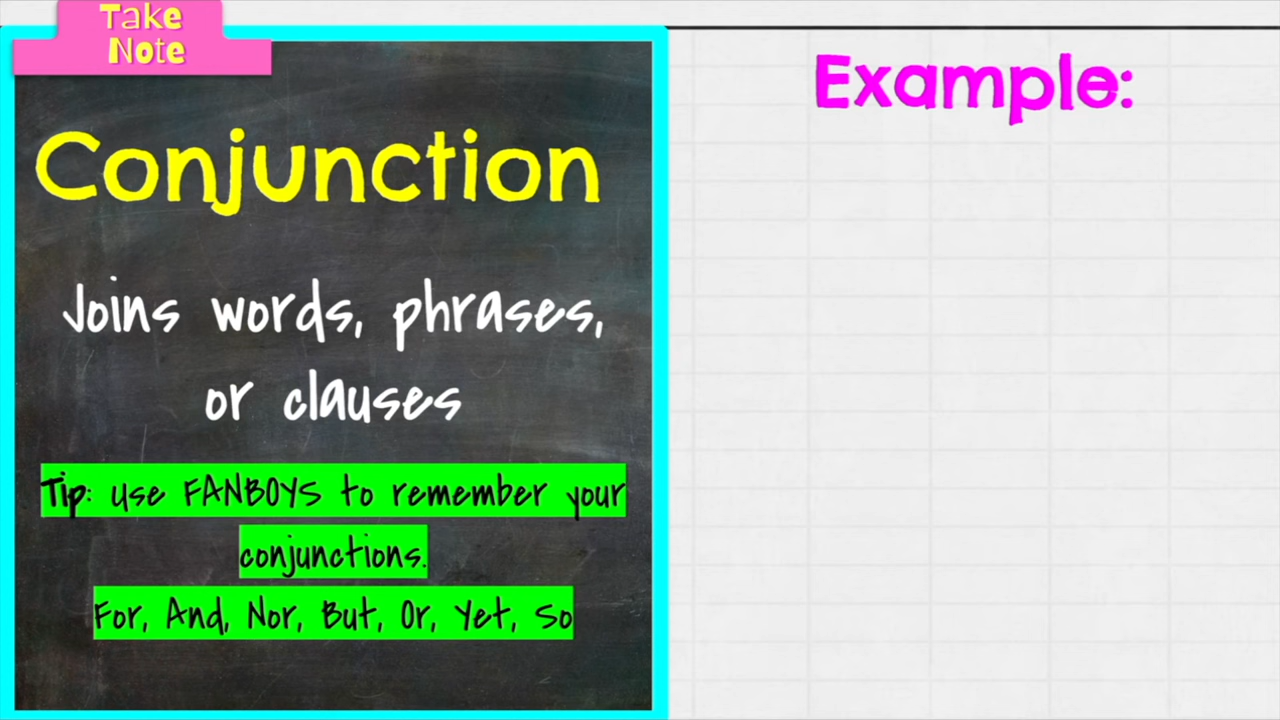 Take
Note
Conjunction
Joins words, phrases,
or clauses
Tip: Use FANBOYS to remember your
conjunctions.
For, And, Nor, But, Or, Yet, So
Example: